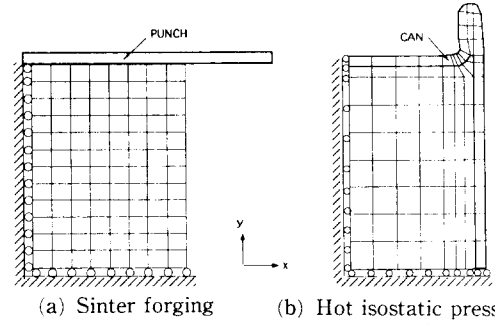 PUNCH
CAN
y
x
(a) Sinter forging
(b) Hot isostatic press